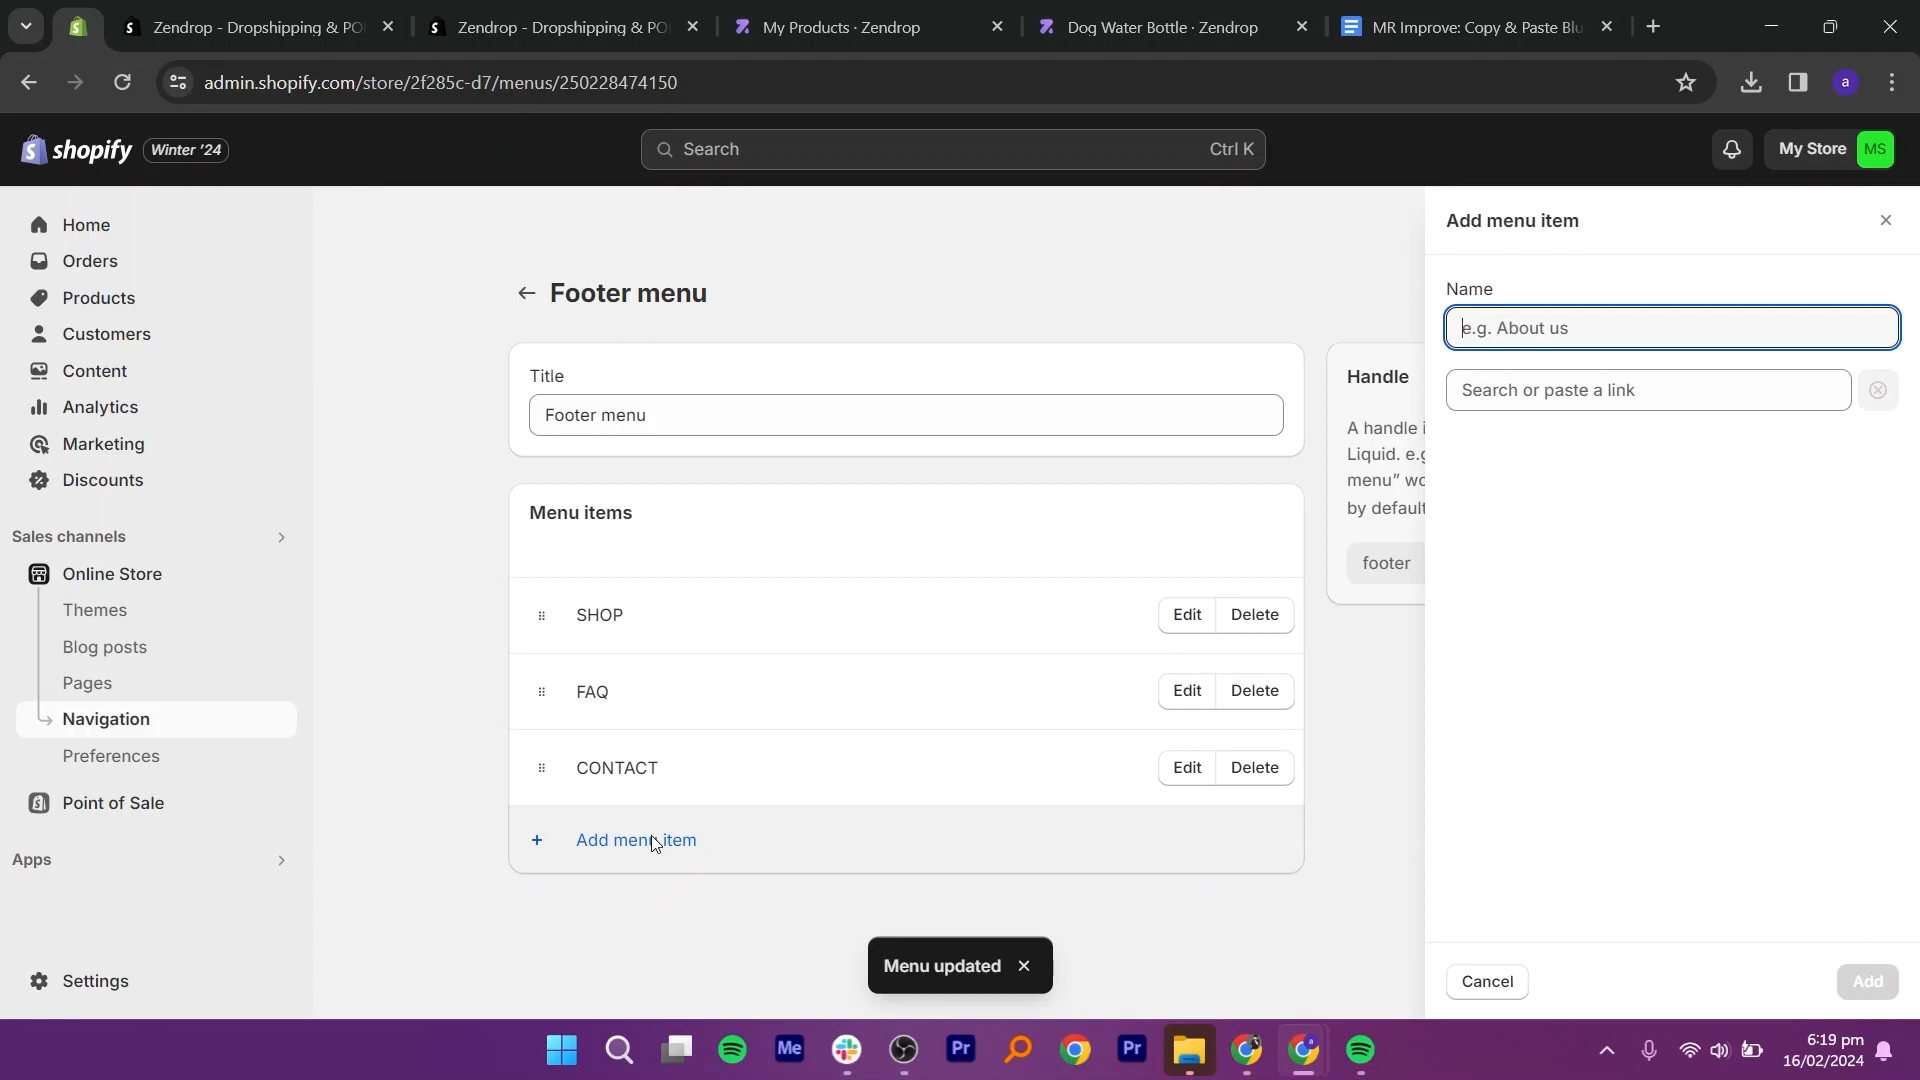 Zendrop - Dropshipping & PO
Zendrop - Dropshipping & PO
My Products · Zendrop
Dog Water Bottle · Zendrop
MR Improve: Copy & Paste Blu
admin.shopify.com/store/2f285c-d7/menus/250228474150
a
shopify
Winter '24
Search
Ctrl K
My Store
MS
Home
Orders
Products
Customers
Content
Analytics
Marketing
Discounts
Sales channels
Online Store
Themes
Blog posts
Pages
Navigation
Preferences
Point of Sale
Apps
Settings
Footer menu
Title
Footer menu
Menu items
SHOP
Edit
Delete
FAQ
Edit
Delete
CONTACT
Edit
Delete
+ Add menu item
Menu updated
Handle
A handle i
Liquid. e.g
menu” wo
by default
footer
Add menu item
Name
e.g. About us
Search or paste a link
Cancel
Add
Me
Pr
Pr
a
6:19 pm
16/02/2024